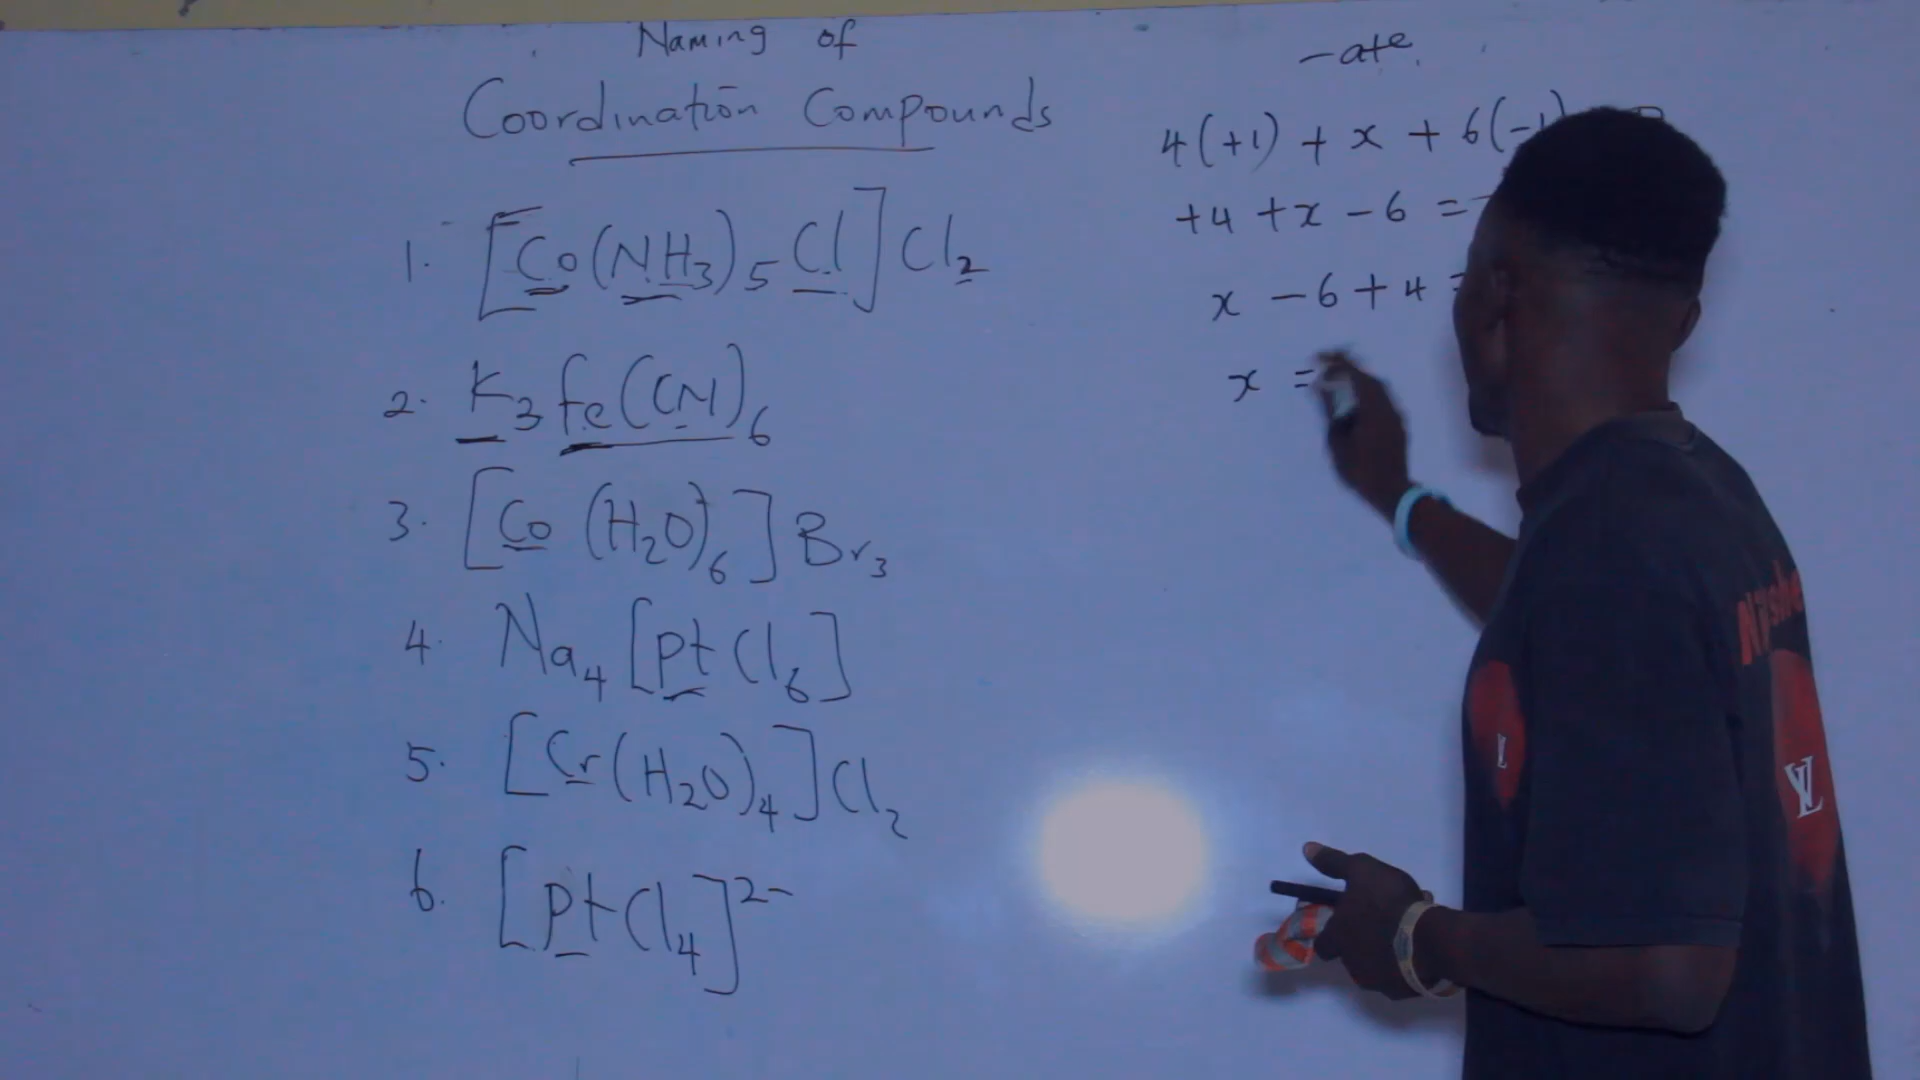 Naming of
Coordination Compounds
1. [Co(NH3)5Cl]Cl2
2. K3Fe(CN)6
3. [Co(H2O)6]Br3
4. Na4[PtCl6]
5. [Cr(H2O)4]Cl2
6. [PtCl4]2-
-ate.
4(+1) + x + 6(-1)
+4 + x - 6 =
x - 6 + 4 =
x =
L
LV